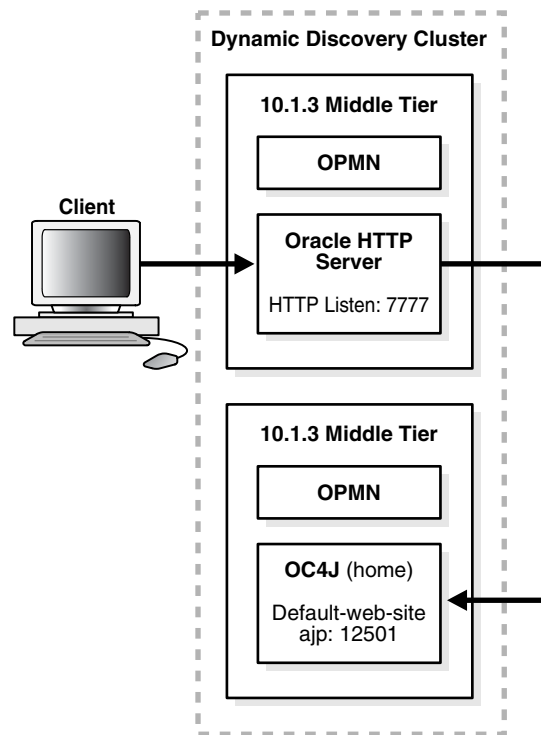 Dynamic Discovery Cluster
10.1.3 Middle Tier
OPMN
Client
Oracle HTTP
Server
HTTP Listen: 7777
10.1.3 Middle Tier
OPMN
OC4J (home)
Default-web-site
ajp: 12501